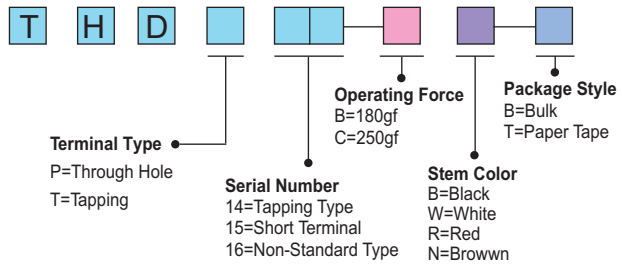 T H D
Operating Force
B=180gf
C=250gf
Package Style
B=Bulk
T=Paper Tape
Terminal Type
P=Through Hole
T=Tapping
Serial Number
14=Tapping Type
15=Short Terminal
16=Non-Standard Type
Stem Color
B=Black
W=White
R=Red
N=Browwn